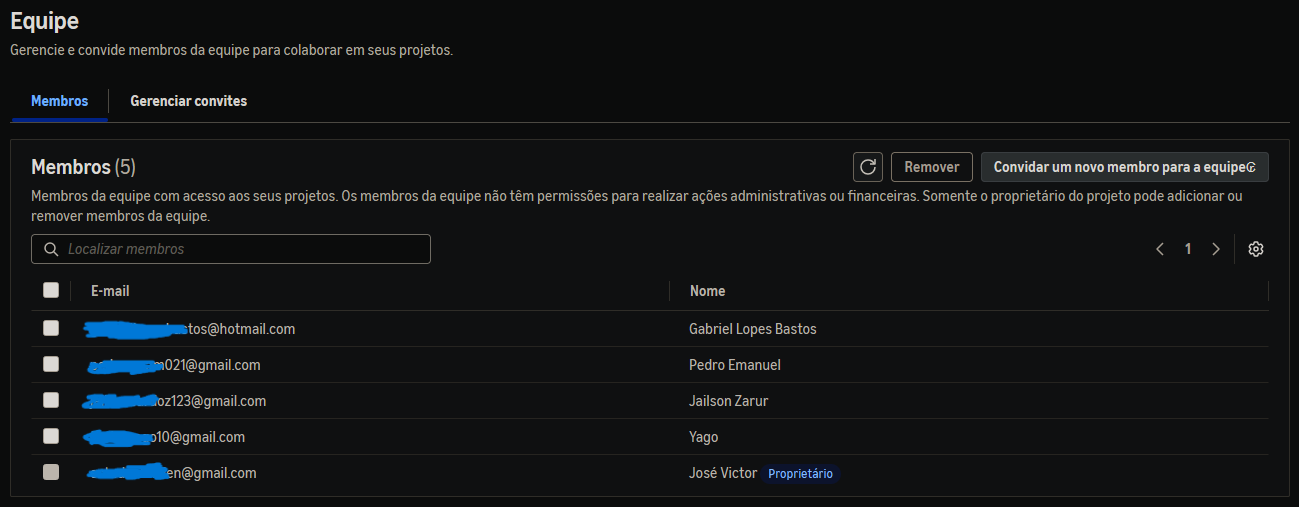 Equipe
Gerencie e convide membros da equipe para colaborar em seus projetos.
Membros
Gerenciar convites
Membros (5)
Remover
Convidar um novo membro para a equipe
Membros da equipe com acesso aos seus projetos. Os membros da equipe não têm permissões para realizar ações administrativas ou financeiras. Somente o proprietário do projeto pode adicionar ou
remover membros da equipe.
Localizar membros
1
E-mail
Nome
tos@hotmail.com
Gabriel Lopes Bastos
021@gmail.com
Pedro Emanuel
oz123@gmail.com
Jailson Zarur
10@gmail.com
Yago
en@gmail.com
José Victor Proprietário